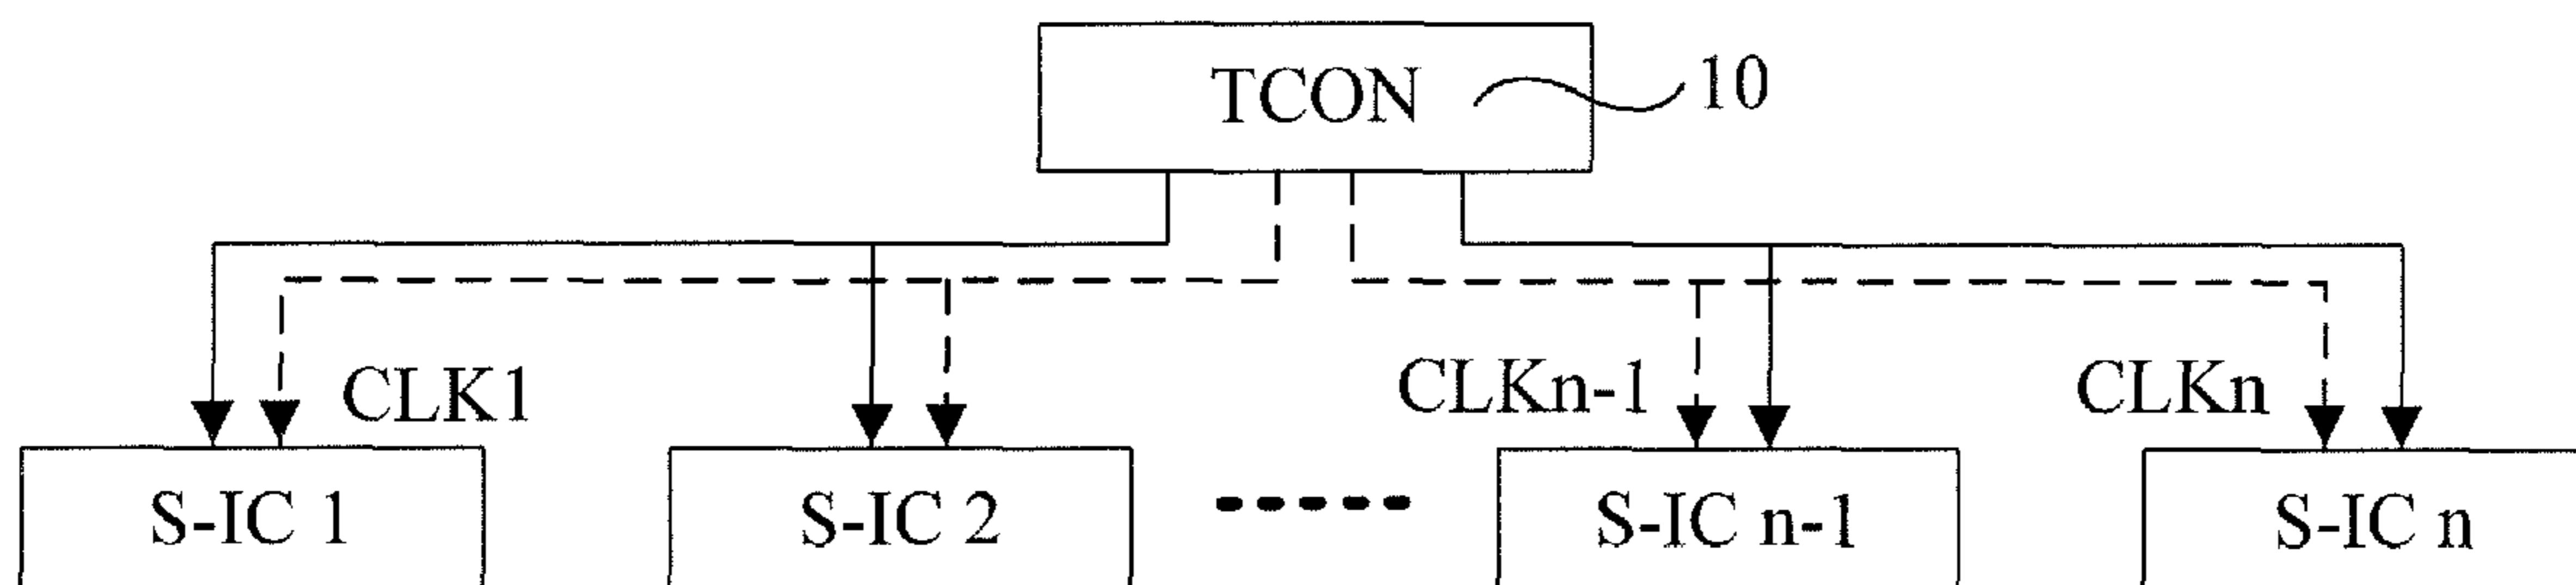 TCON
10
CLK1
CLKn-1
CLKn
S-IC 1
S-IC 2
S-IC n-1
S-IC n